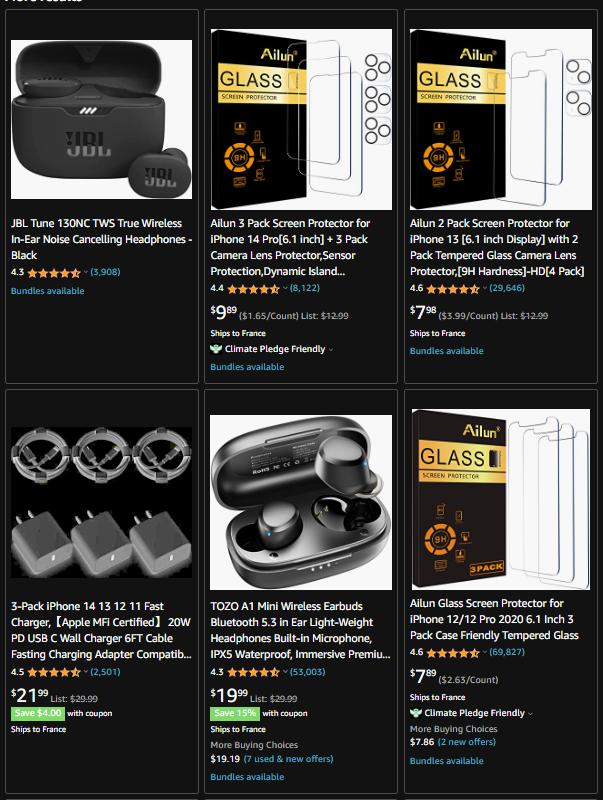 JBL
JBL
JBL Tune 130NC TWS True Wireless
In-Ear Noise Cancelling Headphones -
Black
4.3 (3,908)
Bundles available
Ailun®
GLASS
SCREEN PROTECTOR
9H
Ailun 3 Pack Screen Protector for
iPhone 14 Pro[6.1 inch] + 3 Pack
Camera Lens Protector,Sensor
Protection,Dynamic Island...
4.4 (8,122)
$9.89 ($1.65/Count) List: $12.99
Ships to France
Climate Pledge Friendly
Bundles available
Ailun®
GLASS
SCREEN PROTECTOR
9H
Ailun 2 Pack Screen Protector for
iPhone 13 [6.1 inch Display] with 2
Pack Tempered Glass Camera Lens
Protector,[9H Hardness]-HD[4 Pack]
4.6 (29,646)
$7.98 ($3.99/Count) List: $12.99
Ships to France
Bundles available
3-Pack iPhone 14 13 12 11 Fast
Charger,【Apple MFi Certified】 20W
PD USB C Wall Charger 6FT Cable
Fasting Charging Adapter Compatib...
4.5 (2,501)
$21.99 List: $29.99
Save $4.00 with coupon
Ships to France
RoHS
TOZO A1 Mini Wireless Earbuds
Bluetooth 5.3 in Ear Light-Weight
Headphones Built-in Microphone,
IPX5 Waterproof, Immersive Premiu...
4.3 (53,003)
$19.99 List: $29.99
Save 15% with coupon
Ships to France
More Buying Choices
$19.19 (7 used & new offers)
Bundles available
Ailun®
GLASS
SCREEN PROTECTOR
9H
3 PACK
Ailun Glass Screen Protector for
iPhone 12/12 Pro 2020 6.1 Inch 3
Pack Case Friendly Tempered Glass
4.6 (69,827)
$7.89 ($2.63/Count)
Ships to France
Climate Pledge Friendly
More Buying Choices
$7.86 (2 new offers)
Bundles available